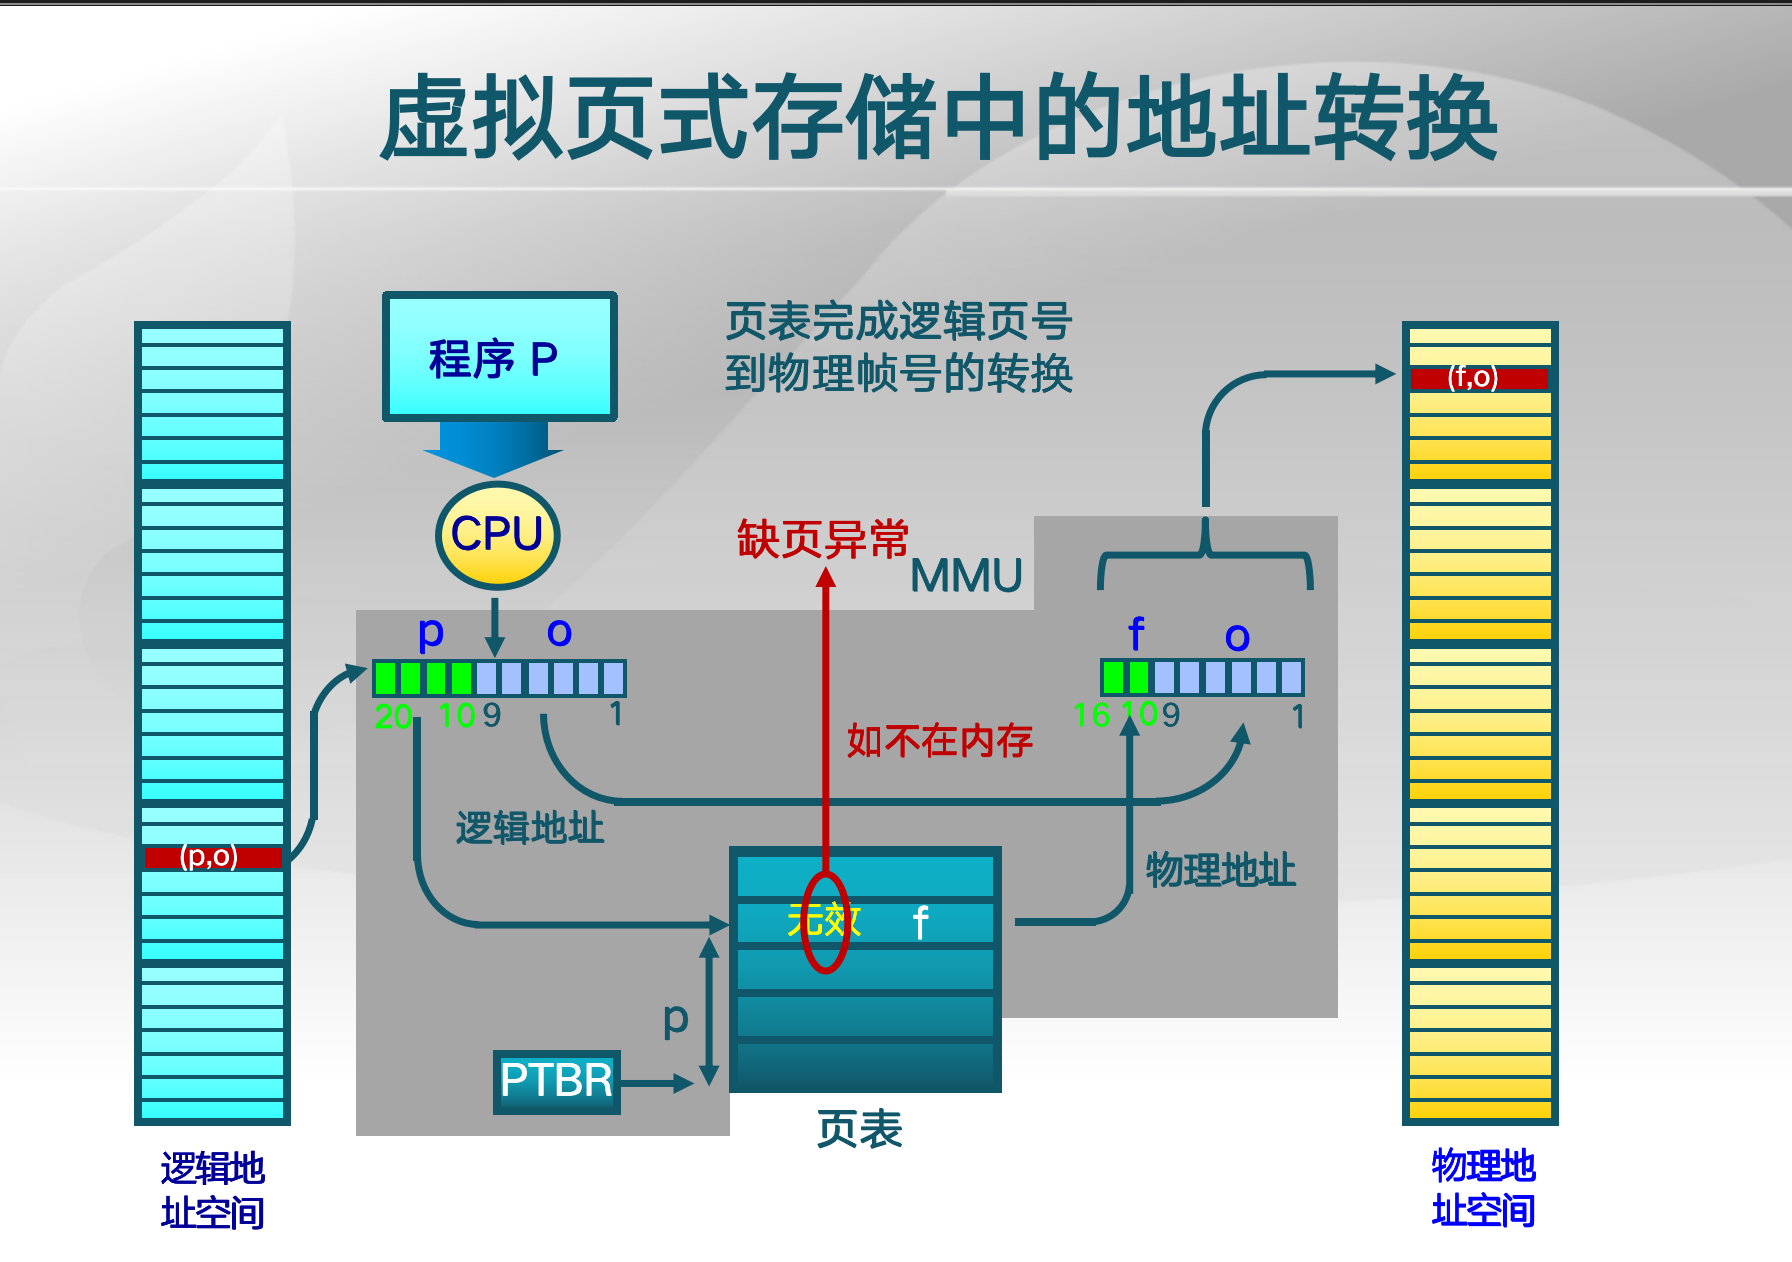 虚拟页式存储中的地址转换
程序 P
页表完成逻辑页号
到物理帧号的转换
(f,o)
CPU
缺页异常
MMU
p
o
f
o
20
10
9
1
16
10
9
1
如不在内存
逻辑地址
(p,o)
物理地址
无效
f
p
PTBR
页表
逻辑地
址空间
物理地
址空间